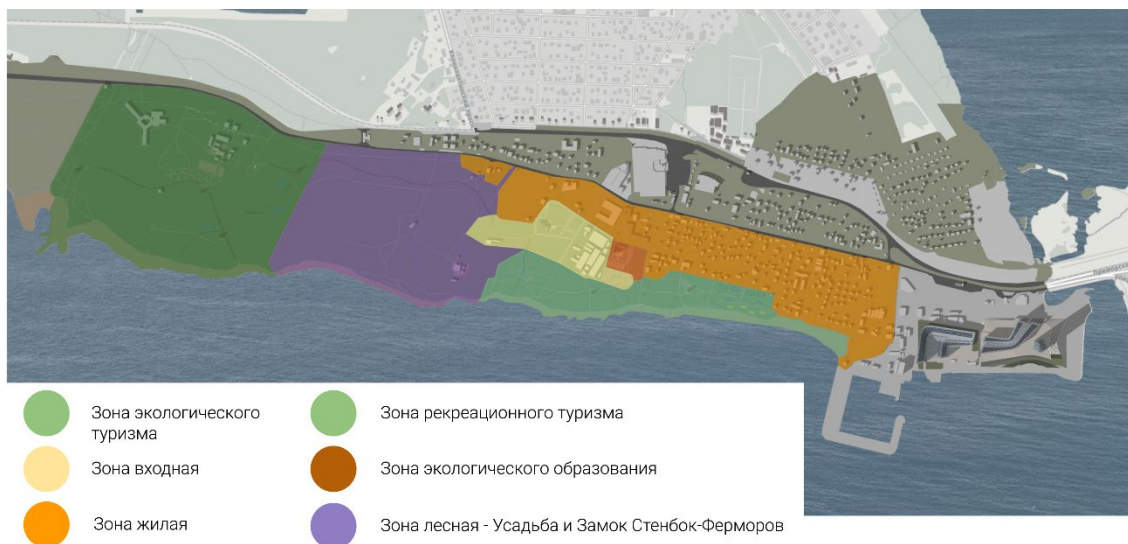 Зона экологического
туризма
Зона рекреационного туризма
Зона входная
Зона экологического образования
Зона жилая
Зона лесная - Усадьба и Замок Стенбок-Ферморов